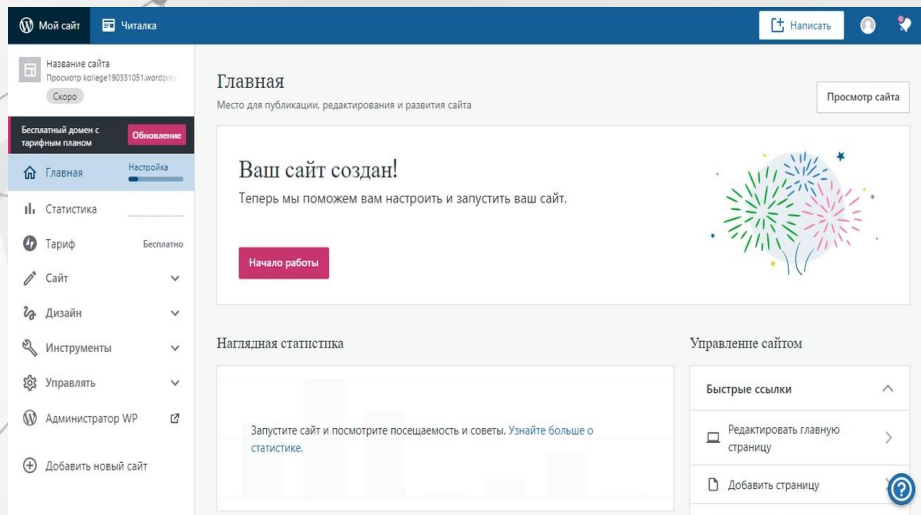 Мой сайт
Читалка
Написать
Название сайта
Просмотр kollege190331051.wordpre
Скоро
Бесплатный домен с
тарифным планом
Обновление
Главная
Настройка
Статистика
Тариф
Бесплатно
Сайт
Дизайн
Инструменты
Управлять
Администратор WP
Добавить новый сайт
Главная
Место для публикации, редактирования и развития сайта
Просмотр сайта
Ваш сайт создан!
Теперь мы поможем вам настроить и запустить ваш сайт.
Начало работы
Наглядная статистика
Запустите сайт и посмотрите посещаемость и советы. Узнайте больше о
статистике.
Управление сайтом
Быстрые ссылки
Редактировать главную
страницу
Добавить страницу